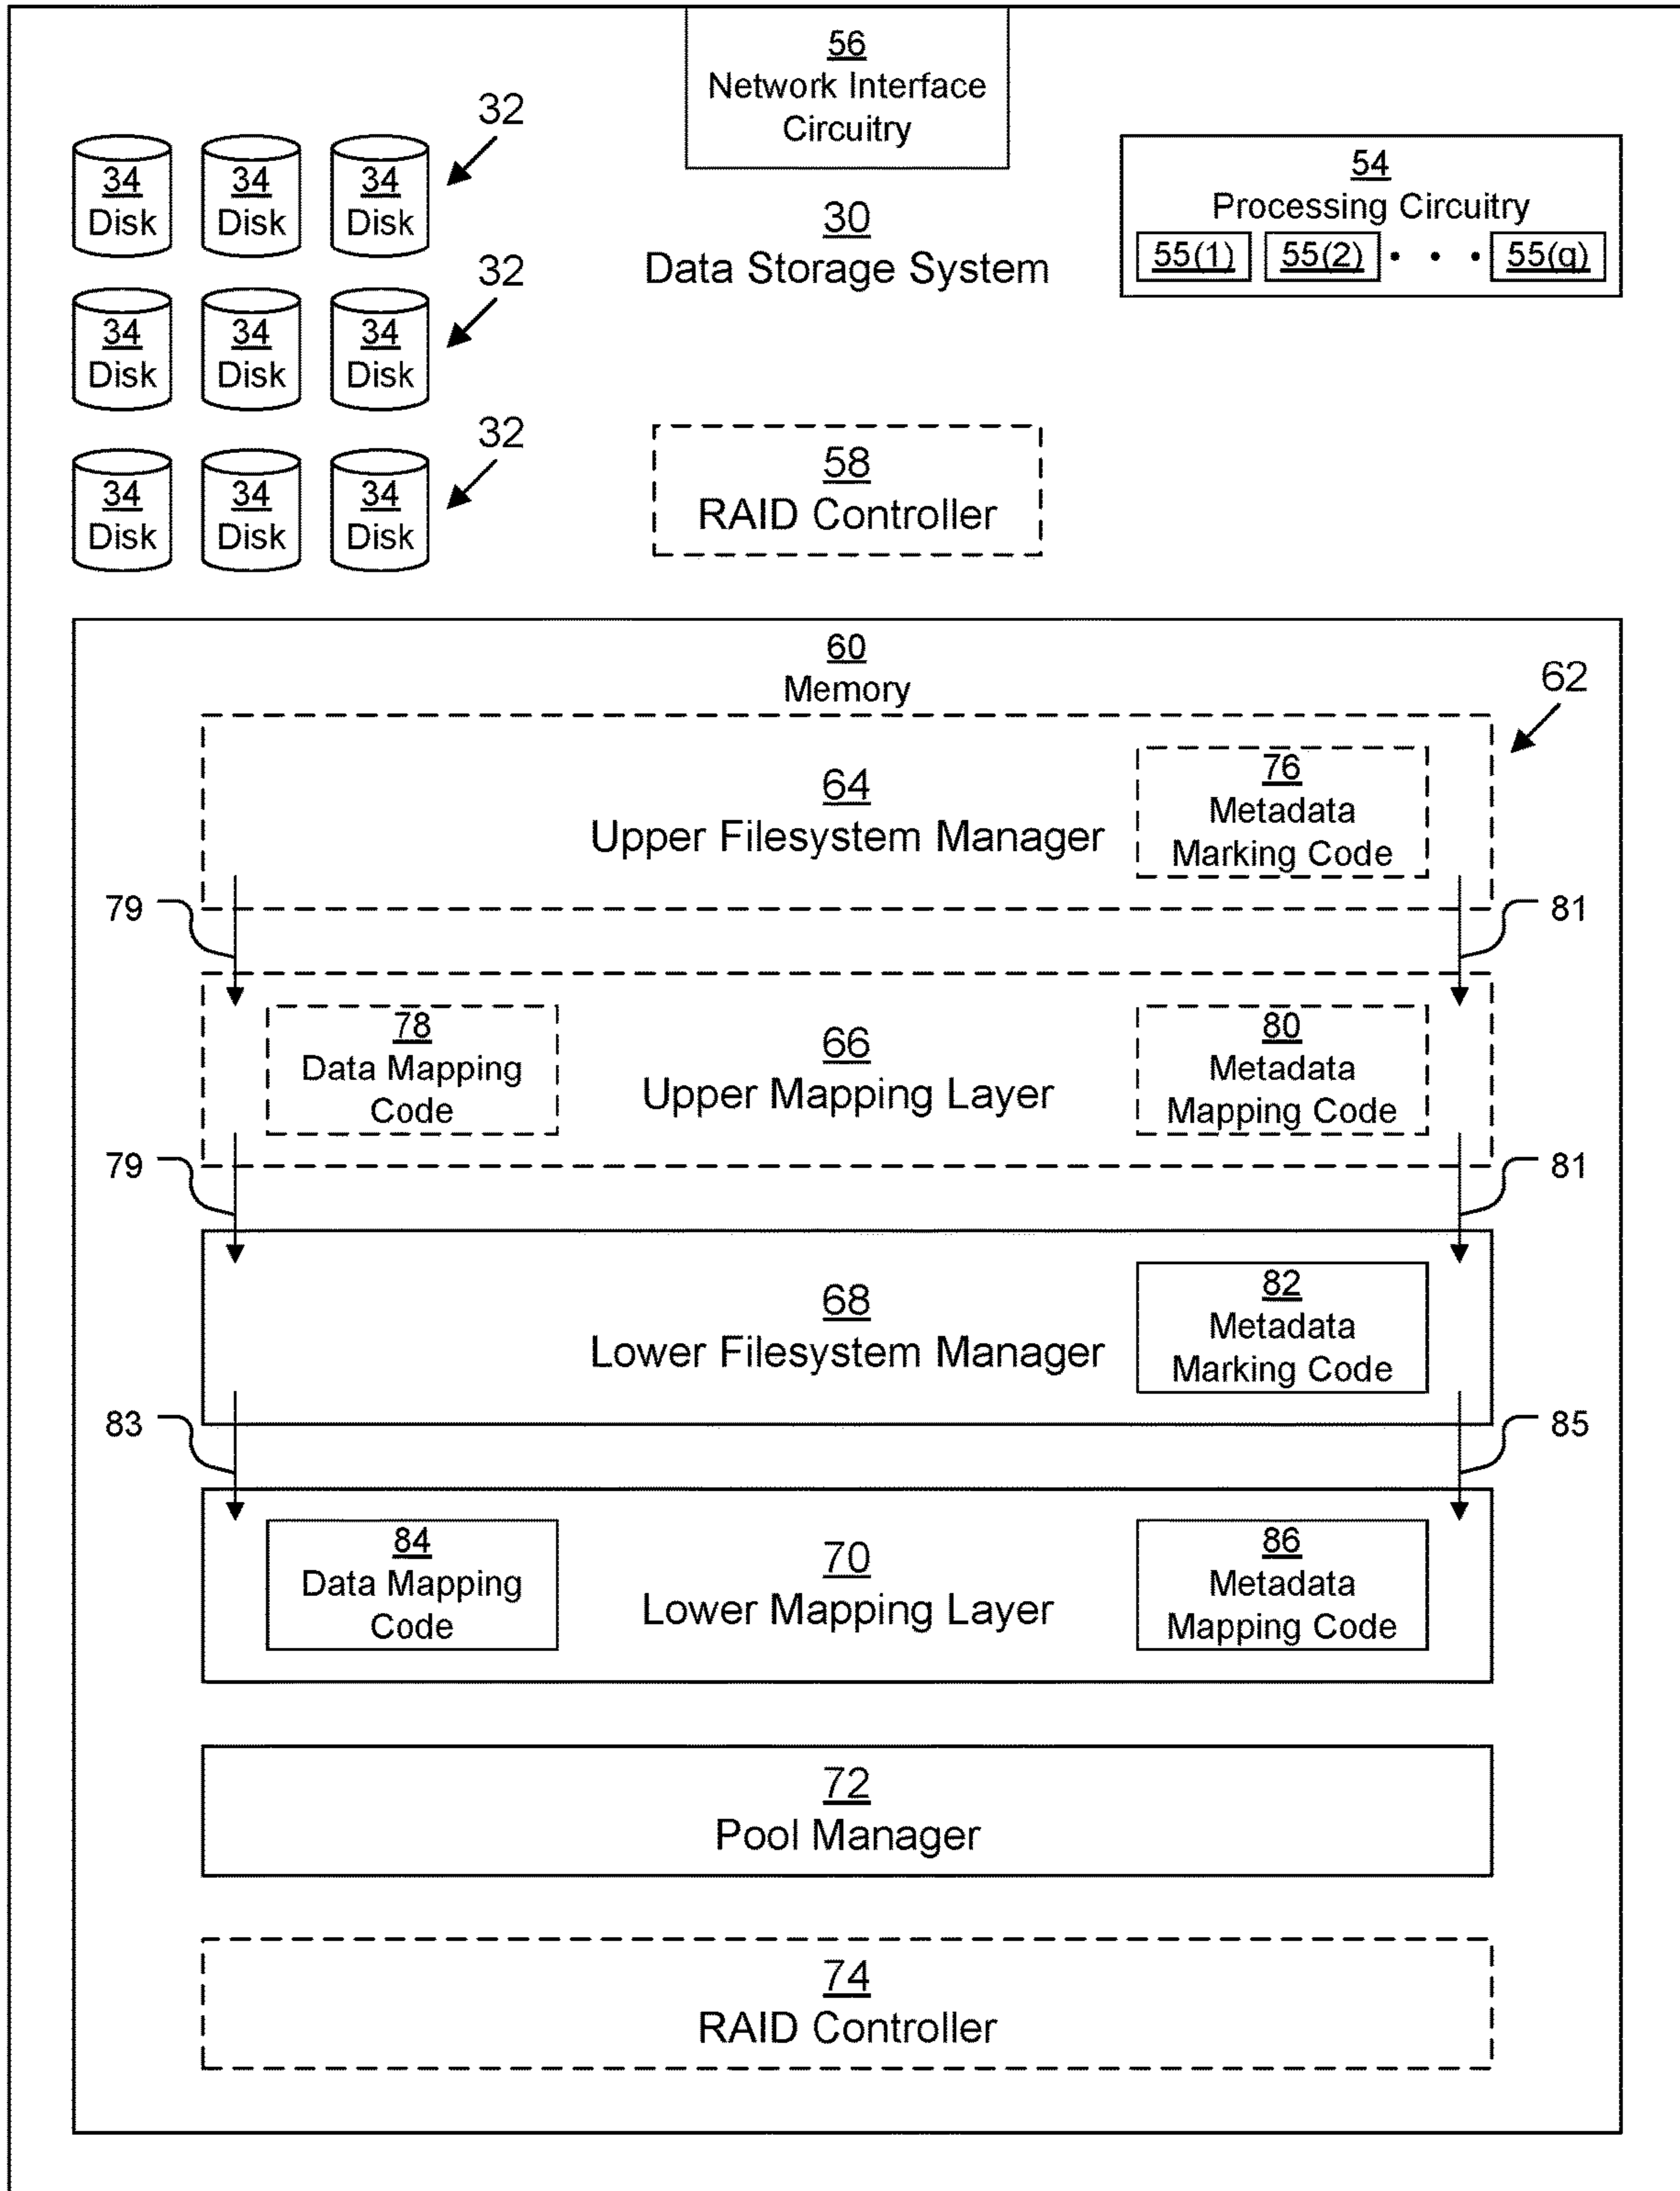 56
Network Interface
Circuitry
32
34
Disk
34
Disk
34
Disk
54
Processing Circuitry
55(1) 55(2) • • • 55(q)
30
Data Storage System
32
34
Disk
34
Disk
34
Disk
32
34
Disk
34
Disk
34
Disk
58
RAID Controller
60
Memory
62
64
Upper Filesystem Manager
76
Metadata
Marking Code
79
81
78
Data Mapping
Code
66
Upper Mapping Layer
80
Metadata
Mapping Code
79
81
68
Lower Filesystem Manager
82
Metadata
Marking Code
83
85
84
Data Mapping
Code
70
Lower Mapping Layer
86
Metadata
Mapping Code
72
Pool Manager
74
RAID Controller